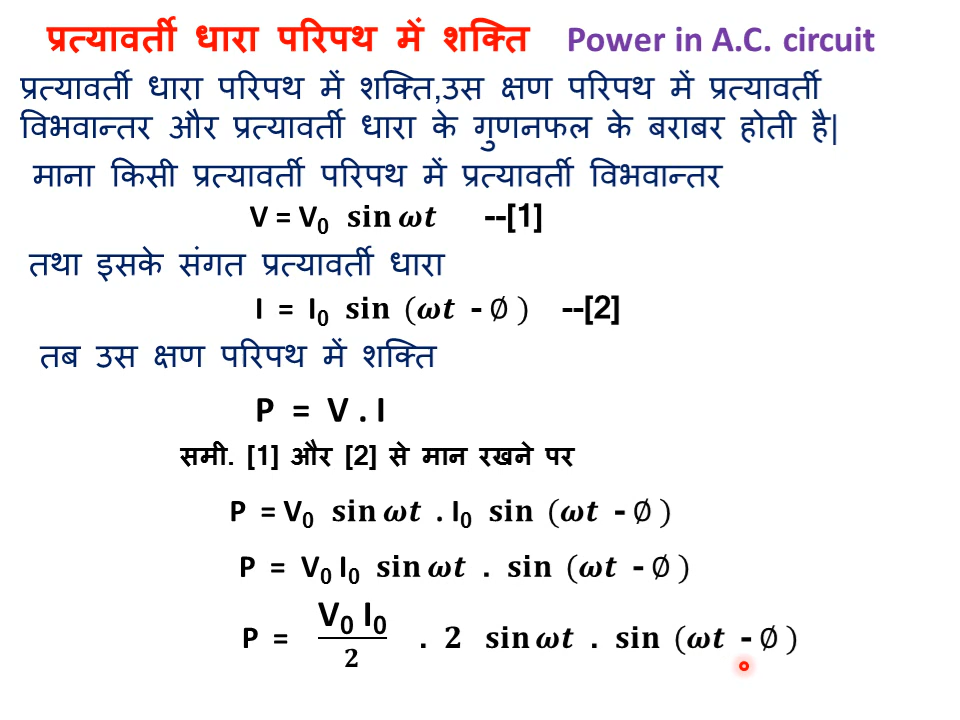 प्रत्यावर्ती धारा परिपथ में शक्ति Power in A.C. circuit
प्रत्यावर्ती धारा परिपथ में शक्ति,उस क्षण परिपथ में प्रत्यावर्ती
विभवान्तर और प्रत्यावर्ती धारा के गुणनफल के बराबर होती है|
माना किसी प्रत्यावर्ती परिपथ में प्रत्यावर्ती विभवान्तर
V = V₀ sin ωt --[1]
तथा इसके संगत प्रत्यावर्ती धारा
I = I₀ sin (ωt - ∅ ) --[2]
तब उस क्षण परिपथ में शक्ति
P = V . I
समी. [1] और [2] से मान रखने पर
P = V₀ sin ωt . I₀ sin (ωt - ∅ )
P = V₀ I₀ sin ωt . sin (ωt - ∅ )
P = V₀ I₀/2 . 2 sin ωt . sin (ωt - ∅ )